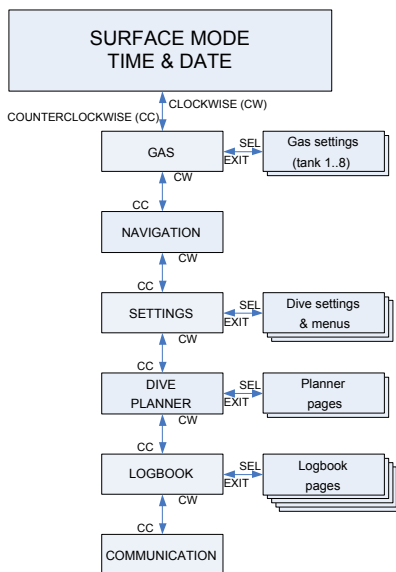 SURFACE MODE
TIME & DATE
CLOCKWISE (CW)
COUNTERCLOCKWISE (CC)
GAS
SEL
EXIT
Gas settings
(tank 1..8)
CW
CC
NAVIGATION
CW
CC
SETTINGS
SEL
EXIT
Dive settings
& menus
CW
CC
DIVE
PLANNER
SEL
EXIT
Planner
pages
CW
CC
LOGBOOK
SEL
EXIT
Logbook
pages
CW
CC
COMMUNICATION